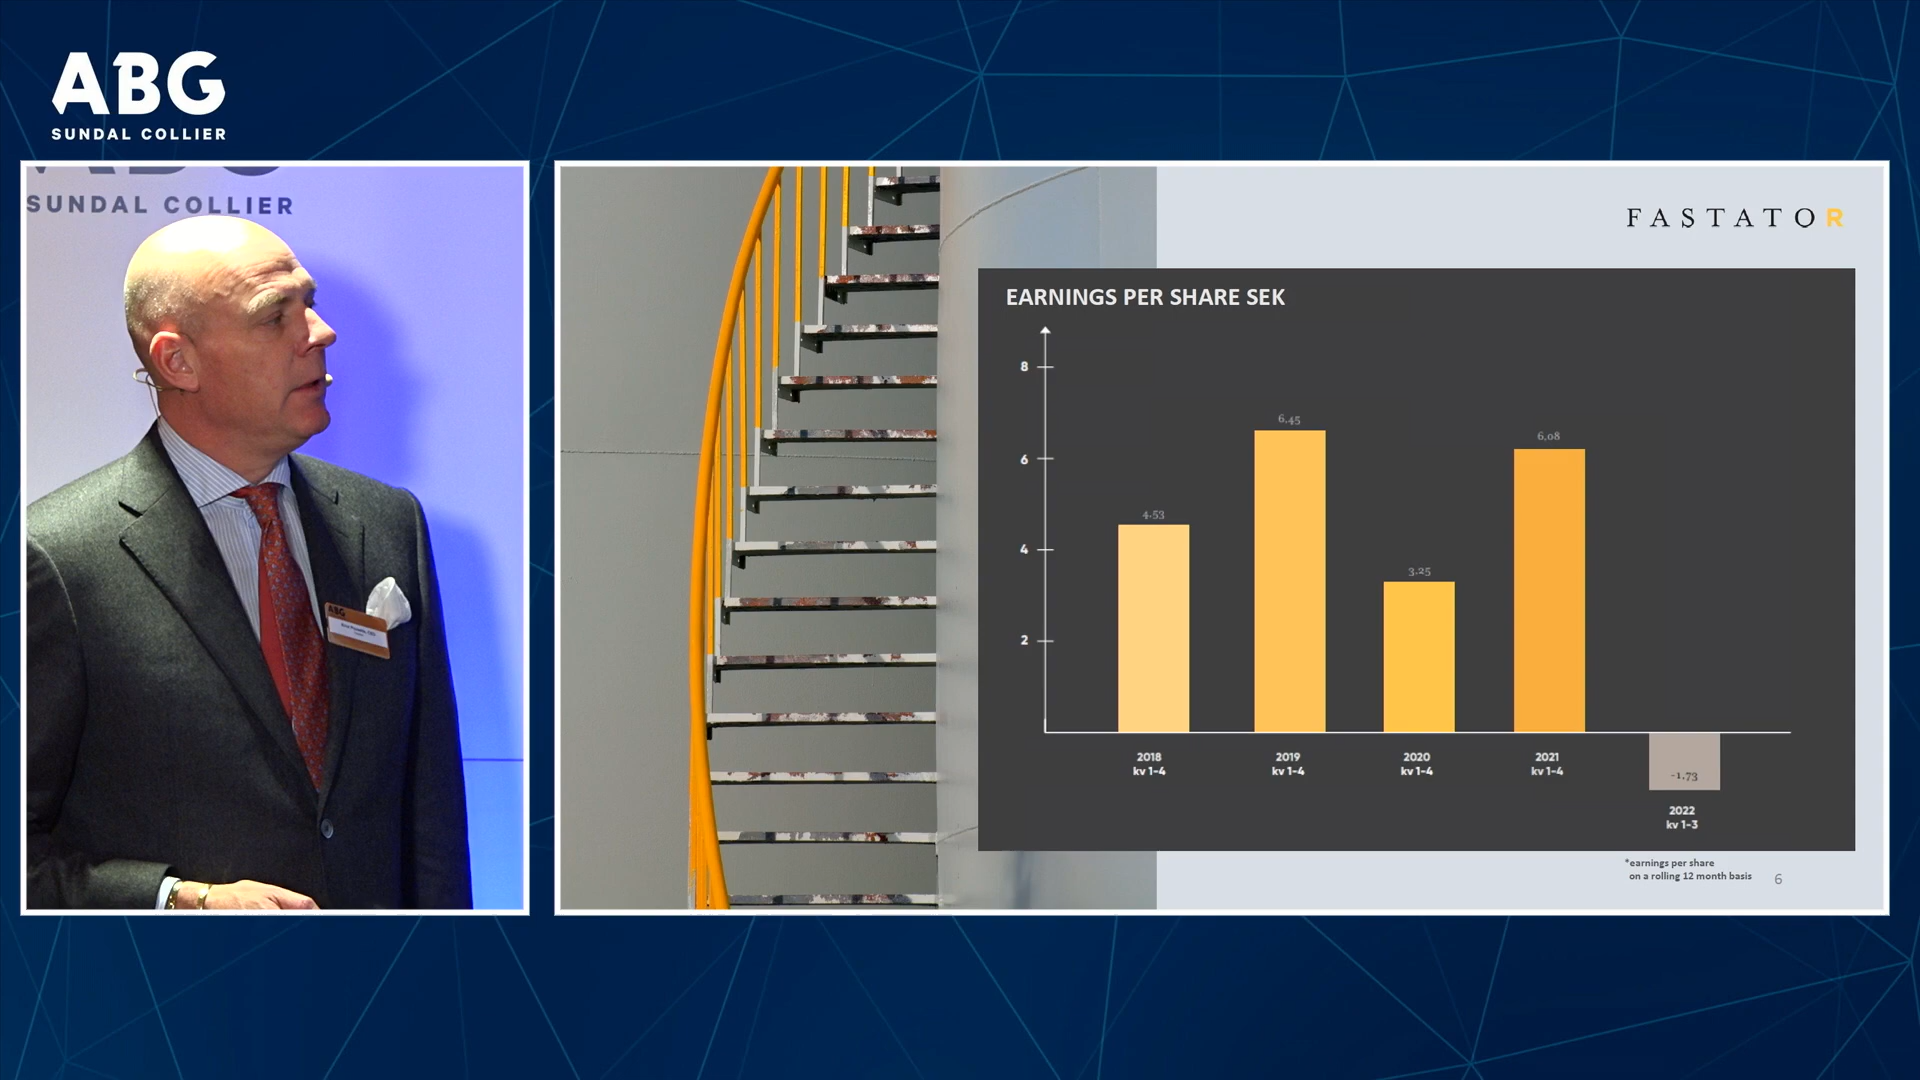 ABG
SUNDAL COLLIER
SUNDAL COLLIER
ABG
FASTATOR
EARNINGS PER SHARE SEK
8
6
4
2
4.53
6,45
3.25
6,08
-1,73
2018
kv 1-4
2019
kv 1-4
2020
kv 1-4
2021
kv 1-4
2022
kv 1-3
*earnings per share
on a rolling 12 month basis
6